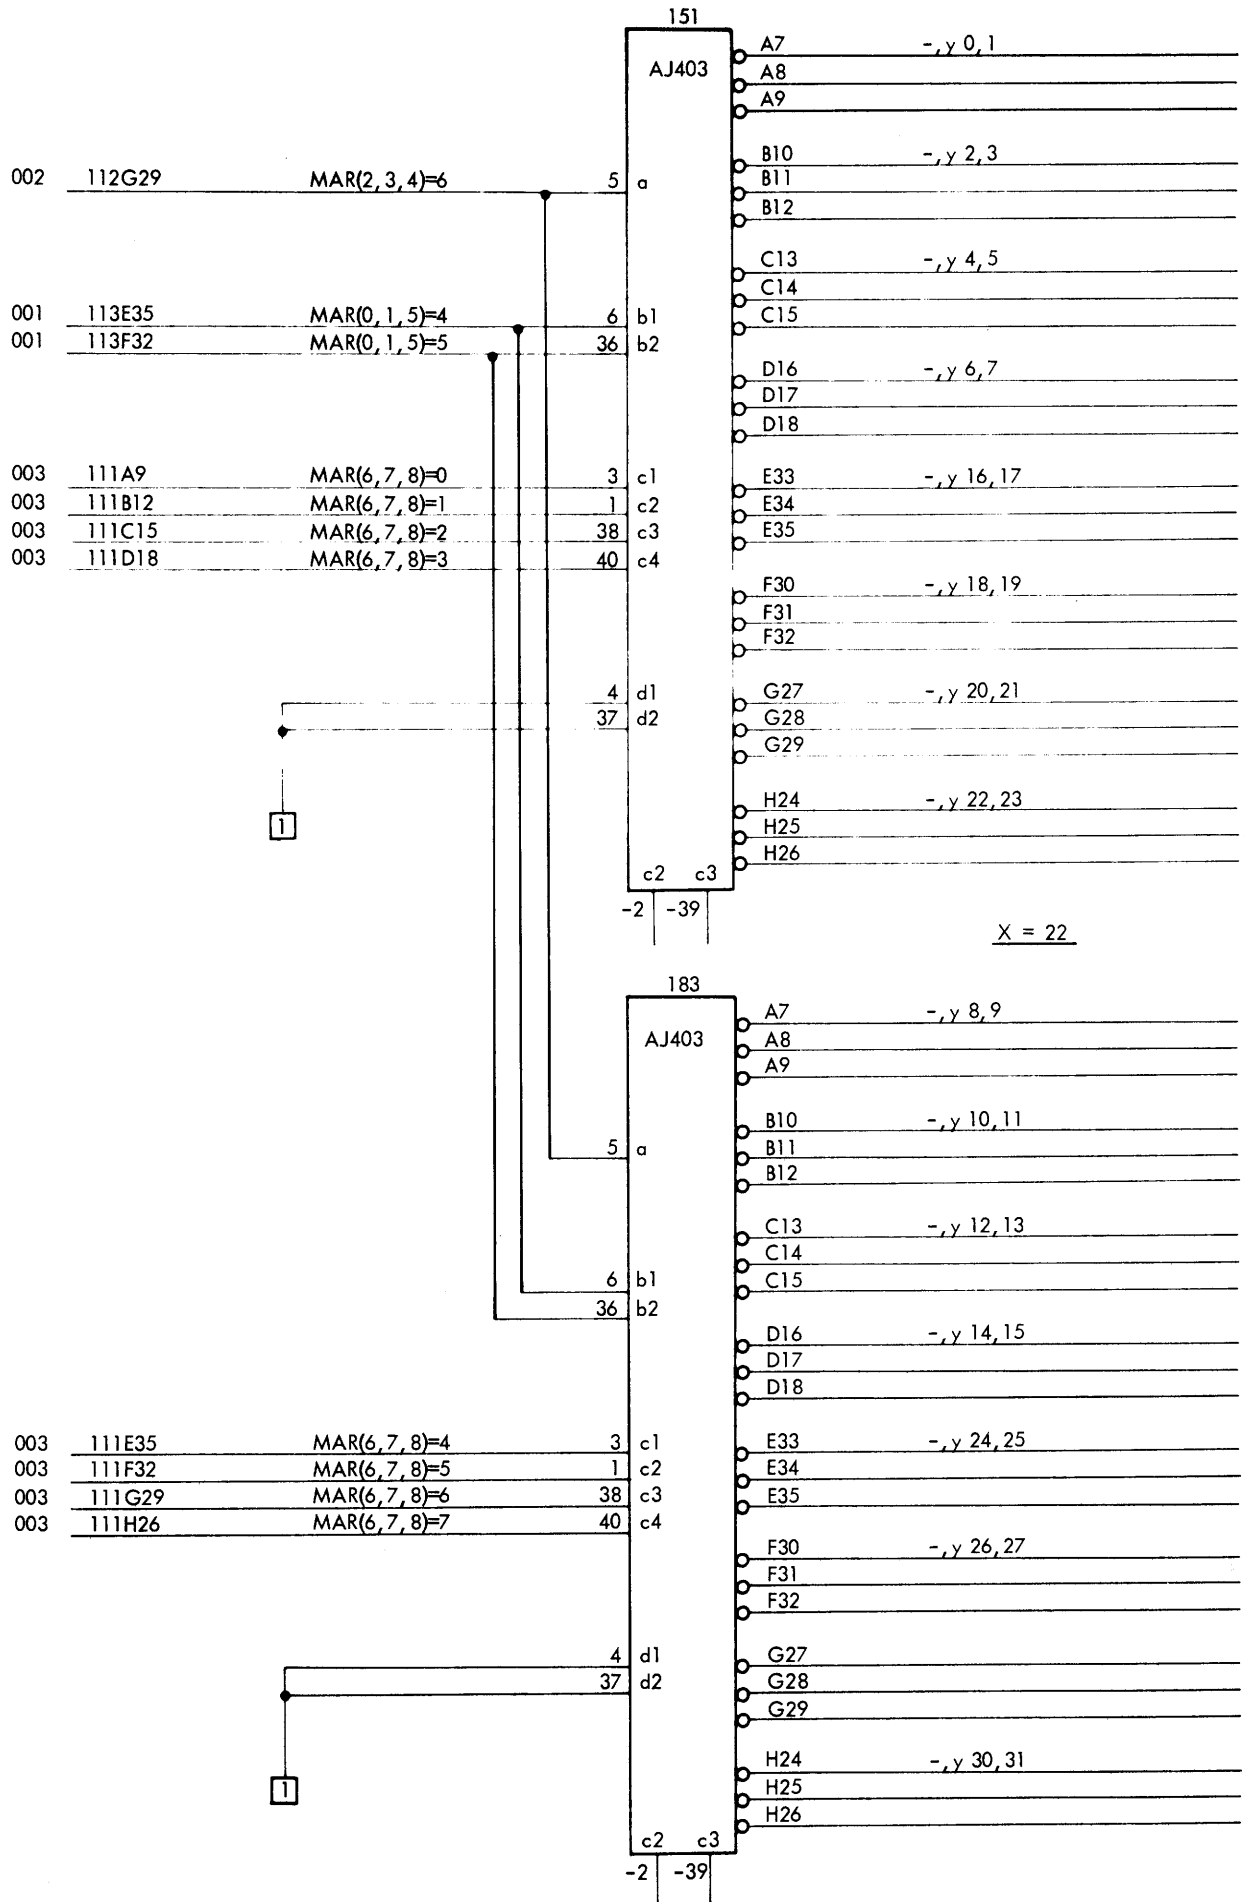 151
AJ403
A7 -, y 0, 1
A8
A9
B10 -, y 2, 3
B11
B12
002 112G29 MAR(2, 3, 4)=6 5 a
C13 -, y 4, 5
C14
C15
001 113E35 MAR(0, 1, 5)=4 6 b1
001 113F32 MAR(0, 1, 5)=5 36 b2
D16 -, y 6, 7
D17
D18
003 111A9 MAR(6, 7, 8)=0 3 c1
003 111B12 MAR(6, 7, 8)=1 1 c2
003 111C15 MAR(6, 7, 8)=2 38 c3
003 111D18 MAR(6, 7, 8)=3 40 c4
E33 -, y 16, 17
E34
E35
F30 -, y 18, 19
F31
F32
4 d1
37 d2
G27 -, y 20, 21
G28
G29
1
H24 -, y 22, 23
H25
H26
c2 c3
-2 -39
X = 22
183
AJ403
A7 -, y 8, 9
A8
A9
B10 -, y 10, 11
B11
B12
5 a
C13 -, y 12, 13
C14
C15
6 b1
36 b2
D16 -, y 14, 15
D17
D18
003 111E35 MAR(6, 7, 8)=4 3 c1
003 111F32 MAR(6, 7, 8)=5 1 c2
003 111G29 MAR(6, 7, 8)=6 38 c3
003 111H26 MAR(6, 7, 8)=7 40 c4
E33 -, y 24, 25
E34
E35
F30 -, y 26, 27
F31
F32
4 d1
37 d2
G27
G28
G29
1
H24 -, y 30, 31
H25
H26
c2 c3
-2 -39